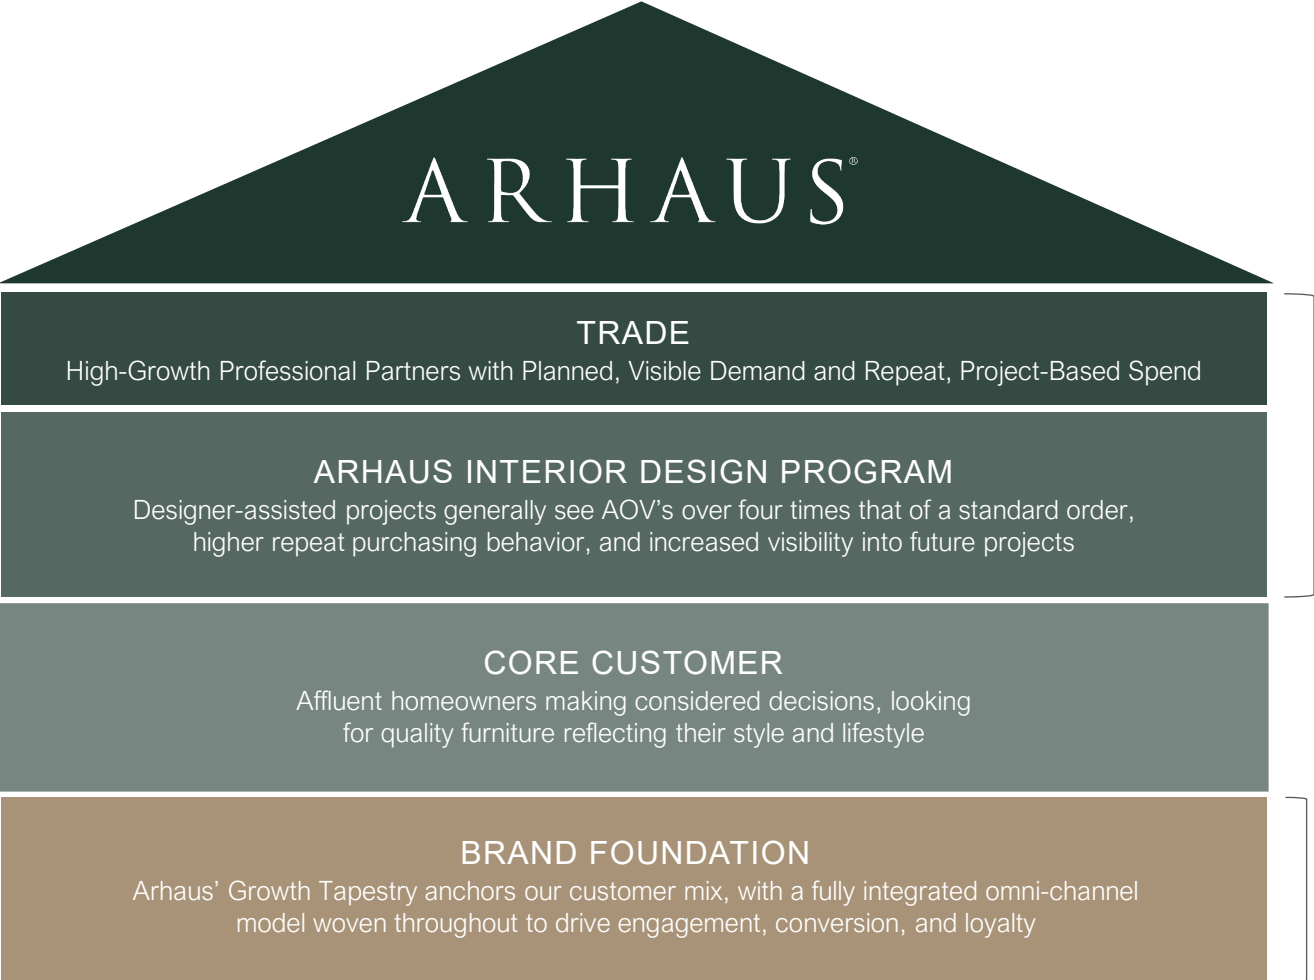 ARHAUS®
TRADE
High-Growth Professional Partners with Planned, Visible Demand and Repeat, Project-Based Spend
ARHAUS INTERIOR DESIGN PROGRAM
Designer-assisted projects generally see AOV’s over four times that of a standard order,
higher repeat purchasing behavior, and increased visibility into future projects
CORE CUSTOMER
Affluent homeowners making considered decisions, looking
for quality furniture reflecting their style and lifestyle
BRAND FOUNDATION
Arhaus’ Growth Tapestry anchors our customer mix, with a fully integrated omni-channel
model woven throughout to drive engagement, conversion, and loyalty